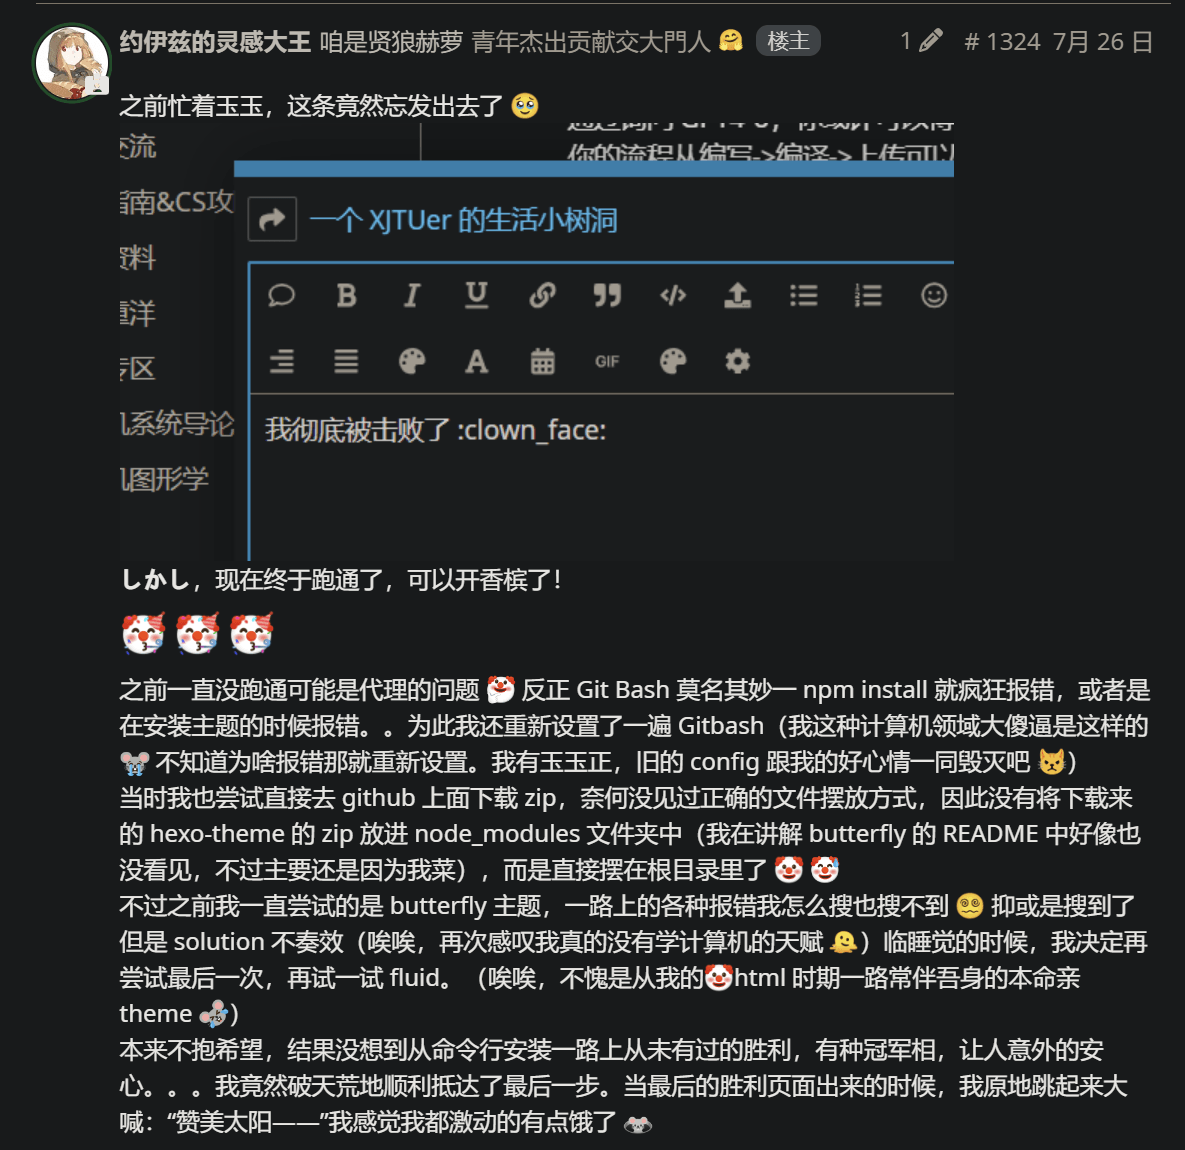 约伊兹的灵感大王 咱是贤狼赫萝 青年杰出贡献交大門人 楼主 1 # 1324 7月 26 日
之前忙着玉玉，这条竟然忘发出去了
交流
你的流程从编写->编译->上传可以
指南&CS攻
一个 XJTUer 的生活小树洞
资料
重洋
专区
GIF
机系统导论
我彻底被击败了 :clown_face:
机图形学
しかし，现在终于跑通了，可以开香槟了！
之前一直没跑通可能是代理的问题 反正 Git Bash 莫名其妙一 npm install 就疯狂报错，或者是
在安装主题的时候报错。。为此我还重新设置了一遍 Gitbash（我这种计算机领域大傻逼是这样的
不知道为啥报错那就重新设置。我有玉玉正，旧的 config 跟我的好心情一同毁灭吧 ）
当时我也尝试直接去 github 上面下载 zip，奈何没见过正确的文件摆放方式，因此没有将下载来
的 hexo-theme 的 zip 放进 node_modules 文件夹中（我在讲解 butterfly 的 README 中好像也
没看见，不过主要还是因为我菜），而是直接摆在根目录里了
不过之前我一直尝试的是 butterfly 主题，一路上的各种报错我怎么搜也搜不到 抑或是搜到了
但是 solution 不奏效（唉唉，再次感叹我真的没有学计算机的天赋 ）临睡觉的时候，我决定再
尝试最后一次，再试一试 fluid。（唉唉，不愧是从我的html 时期一路常伴吾身的本命亲
theme ）
本来不抱希望，结果没想到从命令行安装一路上从未有过的胜利，有种冠军相，让人意外的安
心。。。我竟然破天荒地顺利抵达了最后一步。当最后的胜利页面出来的时候，我原地跳起来大
喊：“赞美太阳——”我感觉我都激动的有点饿了